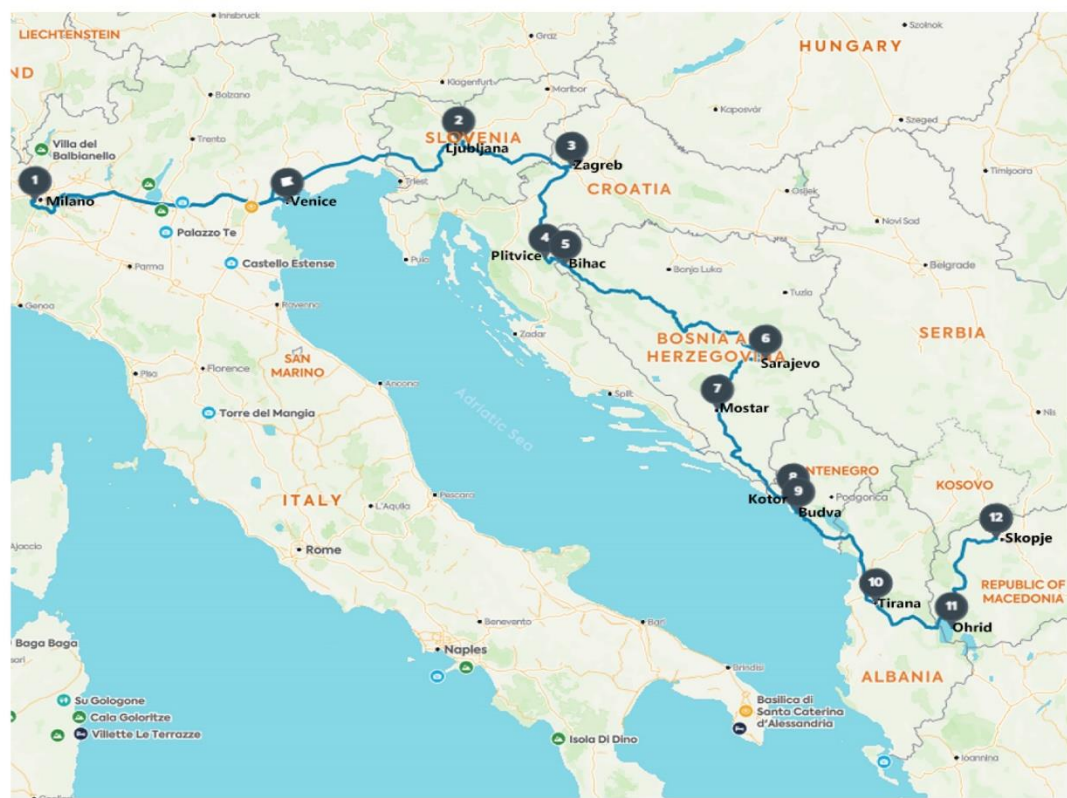 Innsbruck
LIECHTENSTEIN
Graz
Szolnok
HUNGARY
ND
Klagenfurt
Maribor
Bolzano
Kaposvár
Szeged
2
SLOVENIA
Ljubljana
Trento
Villa del
Balbianello
3
Zagreb
Timișoara
1
Milano
Venice
Triest
CROATIA
Osijek
Novi Sad
Palazzo Te
4
5
Plitvice
Bihac
Pula
Castello Estense
Parma
Banja Luka
Belgrade
Tuzla
Genoa
Ravenna
Zadar
BOSNIA A
HERZEGOVINA
6
Sarajevo
SERBIA
SAN
MARINO
Pisa
Florence
Ancona
7
Mostar
Split
Torre del Mangia
Adriatic Sea
Nis
8
NTENEGRO
9
Kotor
Budva
Podgorica
KOSOVO
ITALY
Pescara
L'Aquila
12
Skopje
Ajaccio
Rome
10
Tirana
REPUBLIC OF
MACEDONIA
11
Ohrid
Benevento
Bari
Baga Baga
sari
Naples
Brindisi
ALBANIA
Su Gologone
Cala Goloritze
Villette Le Terrazze
Basilica di
Santa Caterina
d'Alessandria
Isola Di Dino
Ioannina